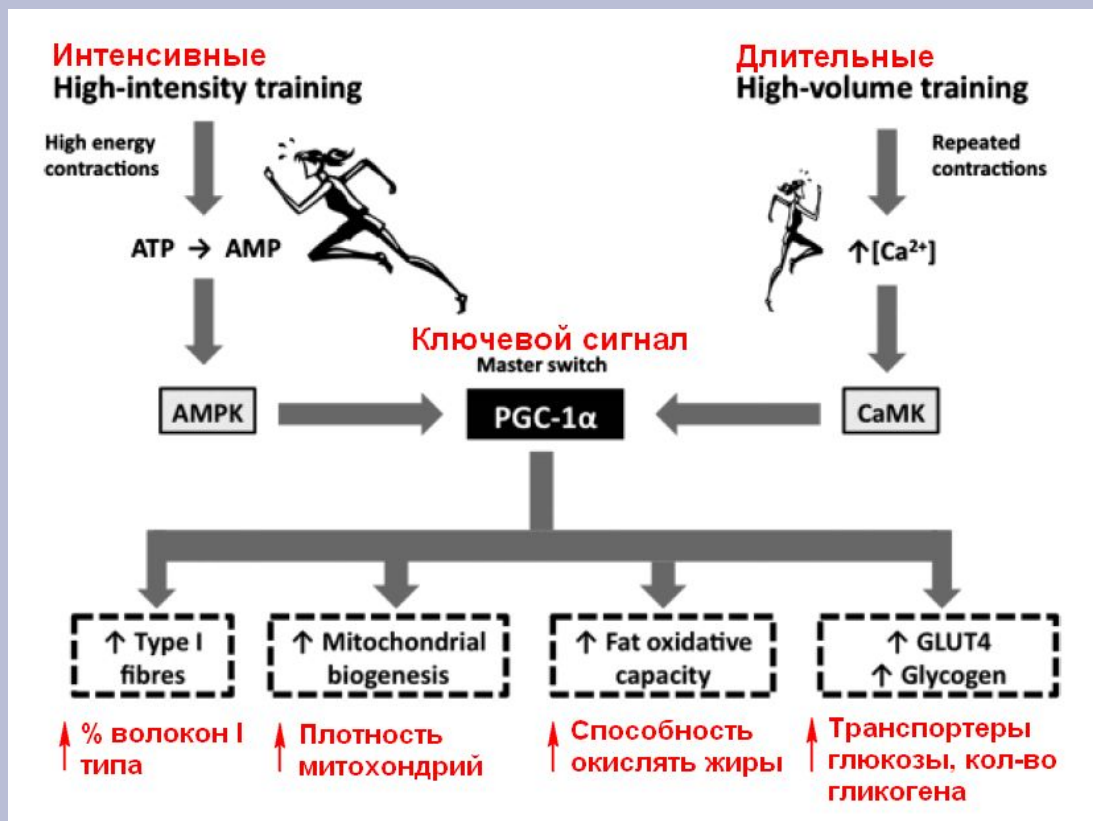 Интенсивные
High-intensity training
High energy
contractions
ATP → AMP
AMPK
Длительные
High-volume training
Repeated
contractions
↑[Ca²⁺]
CaMK
Ключевой сигнал
Master switch
PGC-1α
↑ Type I
fibres
↑ Mitochondrial
biogenesis
↑ Fat oxidative
capacity
↑ GLUT4
↑ Glycogen
↑ % волокон I
типа
↑ Плотность
митохондрий
↑ Способность
окислять жиры
↑ Транспортеры
глюкозы, кол-во
гликогена